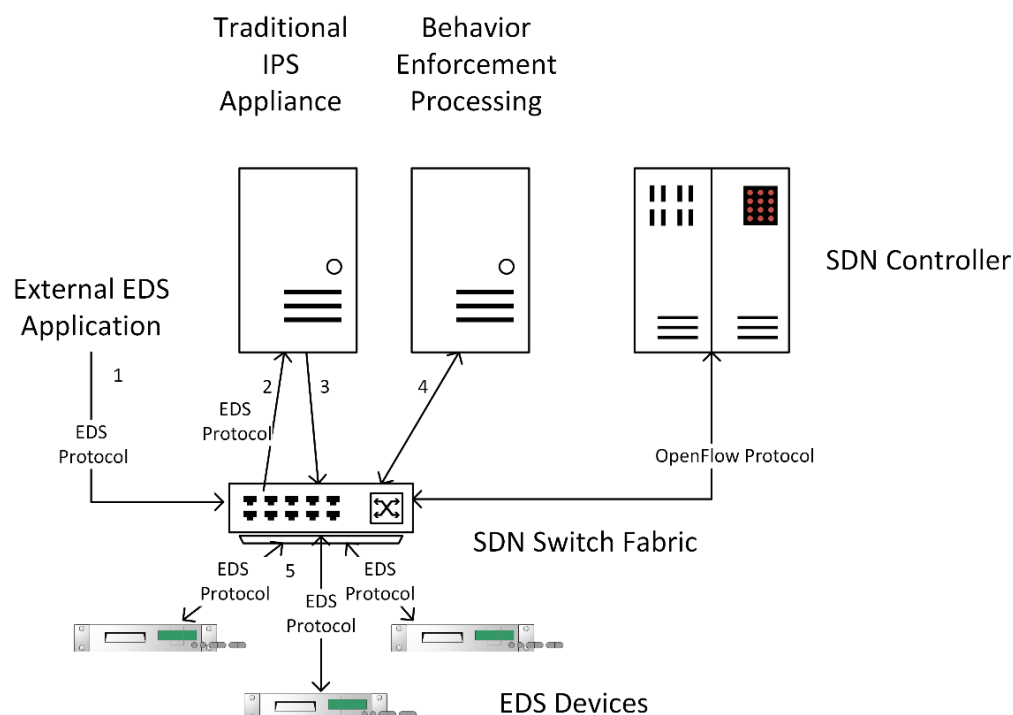 Traditional
IPS
Appliance
Behavior
Enforcement
Processing
SDN Controller
External EDS
Application
1
2
3
4
EDS
Protocol
EDS
Protocol
OpenFlow Protocol
SDN Switch Fabric
5
EDS
Protocol
EDS
Protocol
EDS
Protocol
EDS Devices